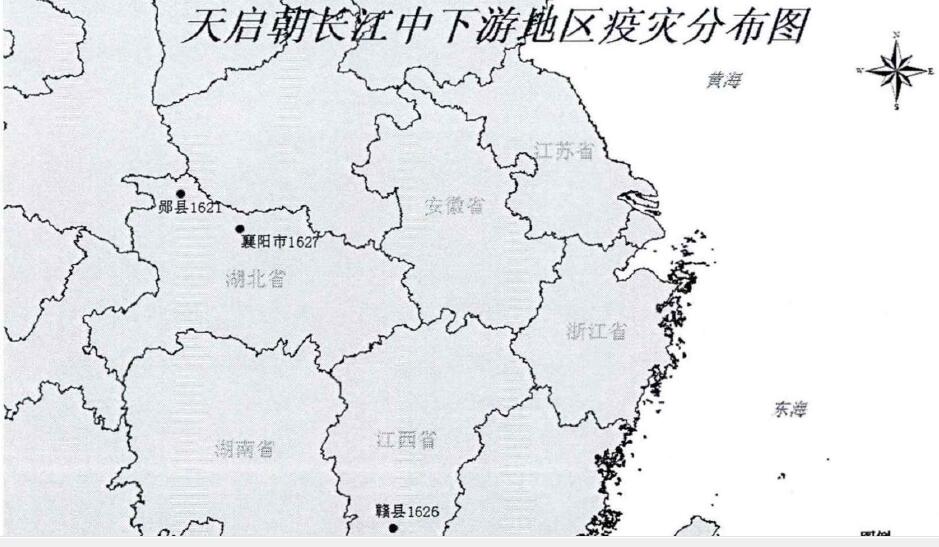 天启朝长江中下游地区疫灾分布图
N
W
E
S
黄海
江苏省
郧县1621
安徽省
襄阳市1627
湖北省
浙江省
东海
湖南省
江西省
赣县1626
图例